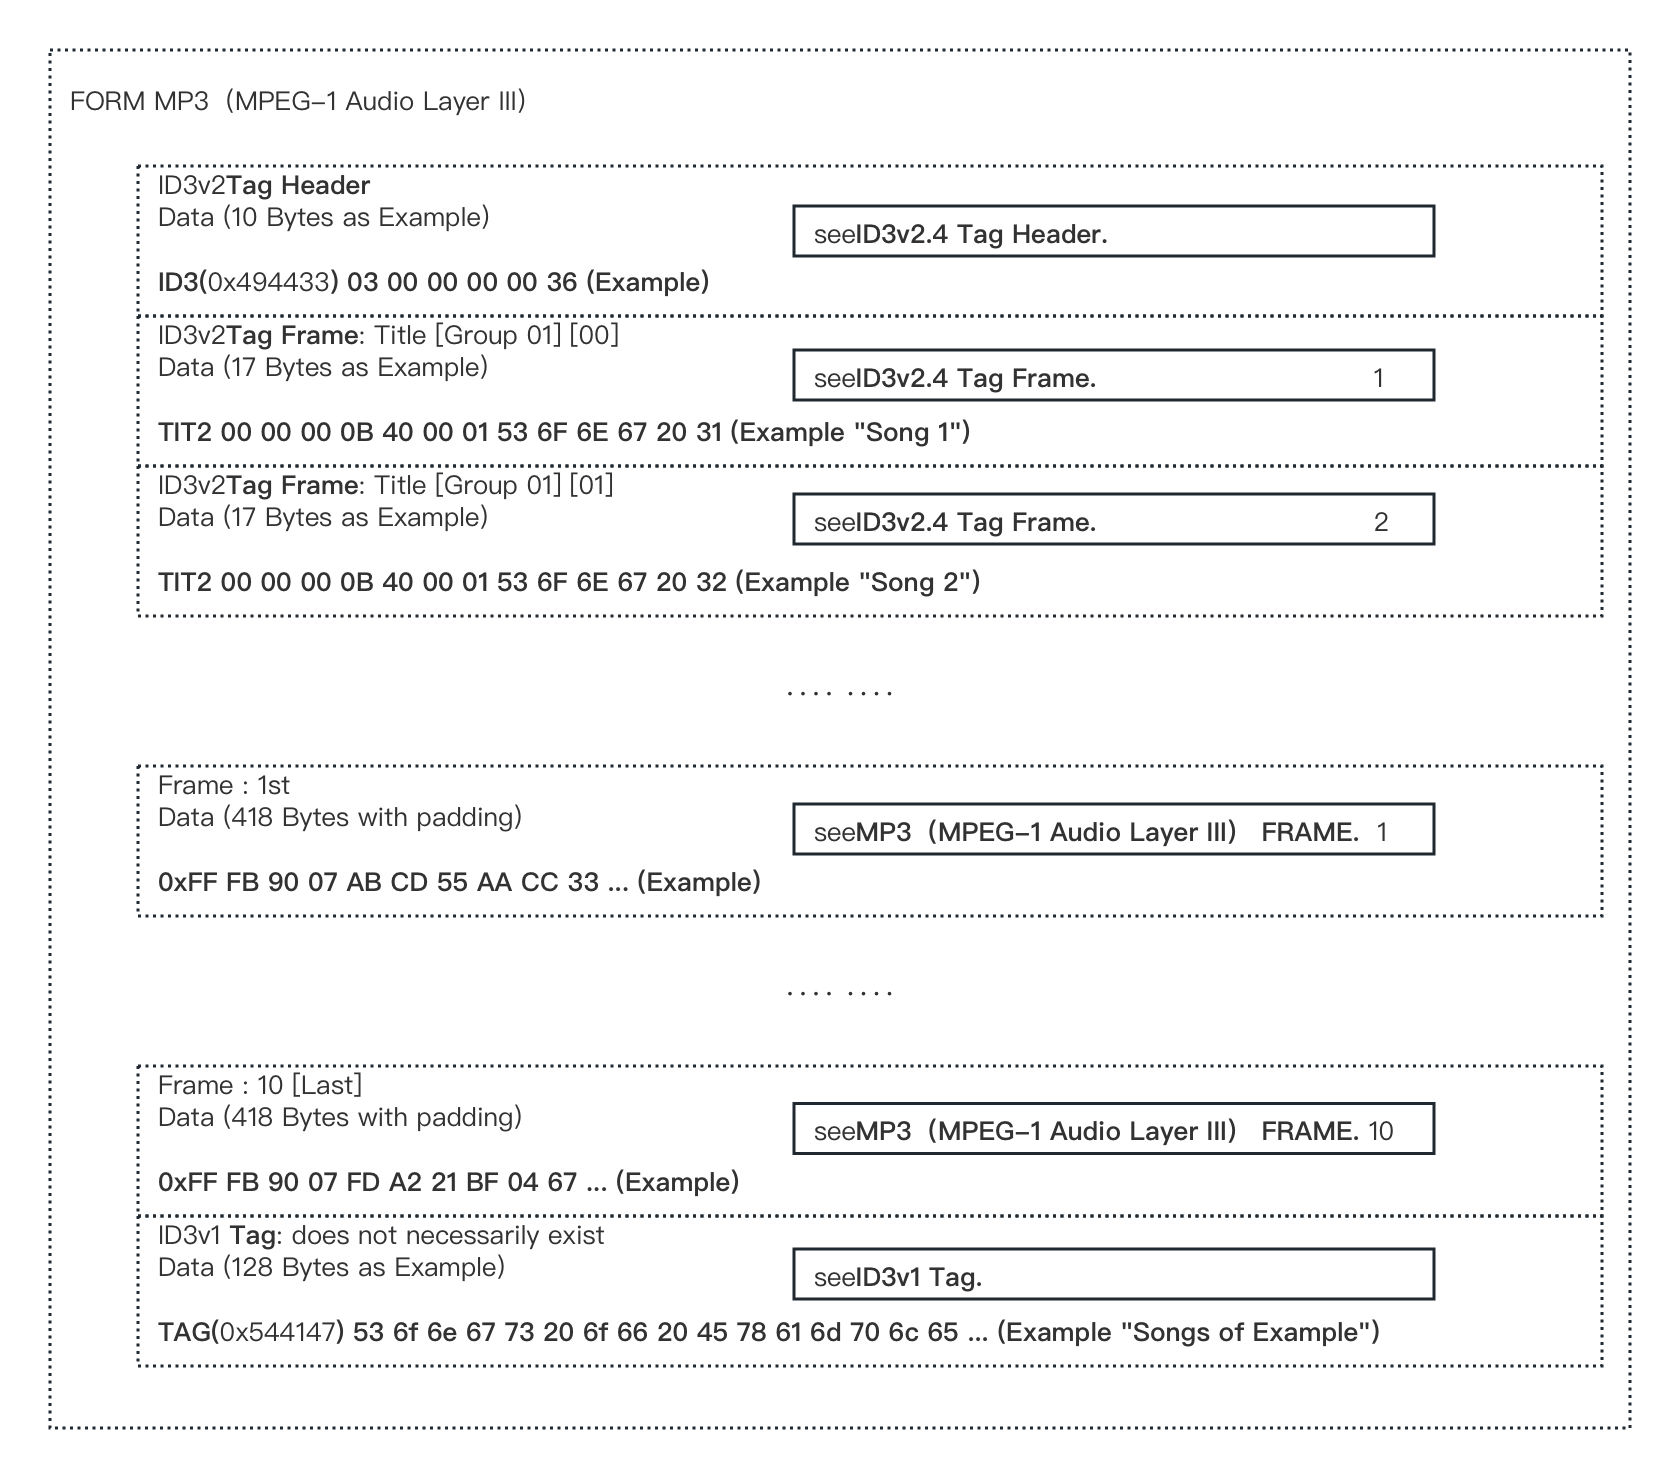 FORM MP3 (MPEG-1 Audio Layer III)
ID3v2Tag Header
Data (10 Bytes as Example)
seeID3v2.4 Tag Header.
ID3(0x494433) 03 00 00 00 00 36 (Example)
ID3v2Tag Frame: Title [Group 01] [00]
Data (17 Bytes as Example)
seeID3v2.4 Tag Frame. 1
TIT2 00 00 00 0B 40 00 01 53 6F 6E 67 20 31 (Example "Song 1")
ID3v2Tag Frame: Title [Group 01] [01]
Data (17 Bytes as Example)
seeID3v2.4 Tag Frame. 2
TIT2 00 00 00 0B 40 00 01 53 6F 6E 67 20 32 (Example "Song 2")
.... ....
Frame : 1st
Data (418 Bytes with padding)
seeMP3 (MPEG-1 Audio Layer III) FRAME. 1
0xFF FB 90 07 AB CD 55 AA CC 33 ... (Example)
.... ....
Frame : 10 [Last]
Data (418 Bytes with padding)
seeMP3 (MPEG-1 Audio Layer III) FRAME. 10
0xFF FB 90 07 FD A2 21 BF 04 67 ... (Example)
ID3v1 Tag: does not necessarily exist
Data (128 Bytes as Example)
seeID3v1 Tag.
TAG(0x544147) 53 6f 6e 67 73 20 6f 66 20 45 78 61 6d 70 6c 65 ... (Example "Songs of Example")